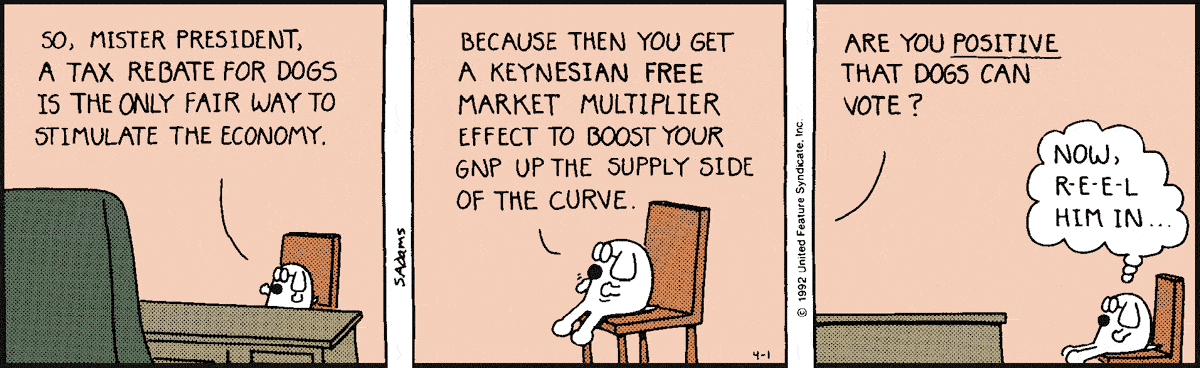 SO, MISTER PRESIDENT,
A TAX REBATE FOR DOGS
IS THE ONLY FAIR WAY TO
STIMULATE THE ECONOMY.
S.Adams
BECAUSE THEN YOU GET
A KEYNESIAN FREE
MARKET MULTIPLIER
EFFECT TO BOOST YOUR
GNP UP THE SUPPLY SIDE
OF THE CURVE.
4-1
© 1992 United Feature Syndicate, Inc.
ARE YOU POSITIVE
THAT DOGS CAN
VOTE?
NOW,
R-E-E-L
HIM IN...